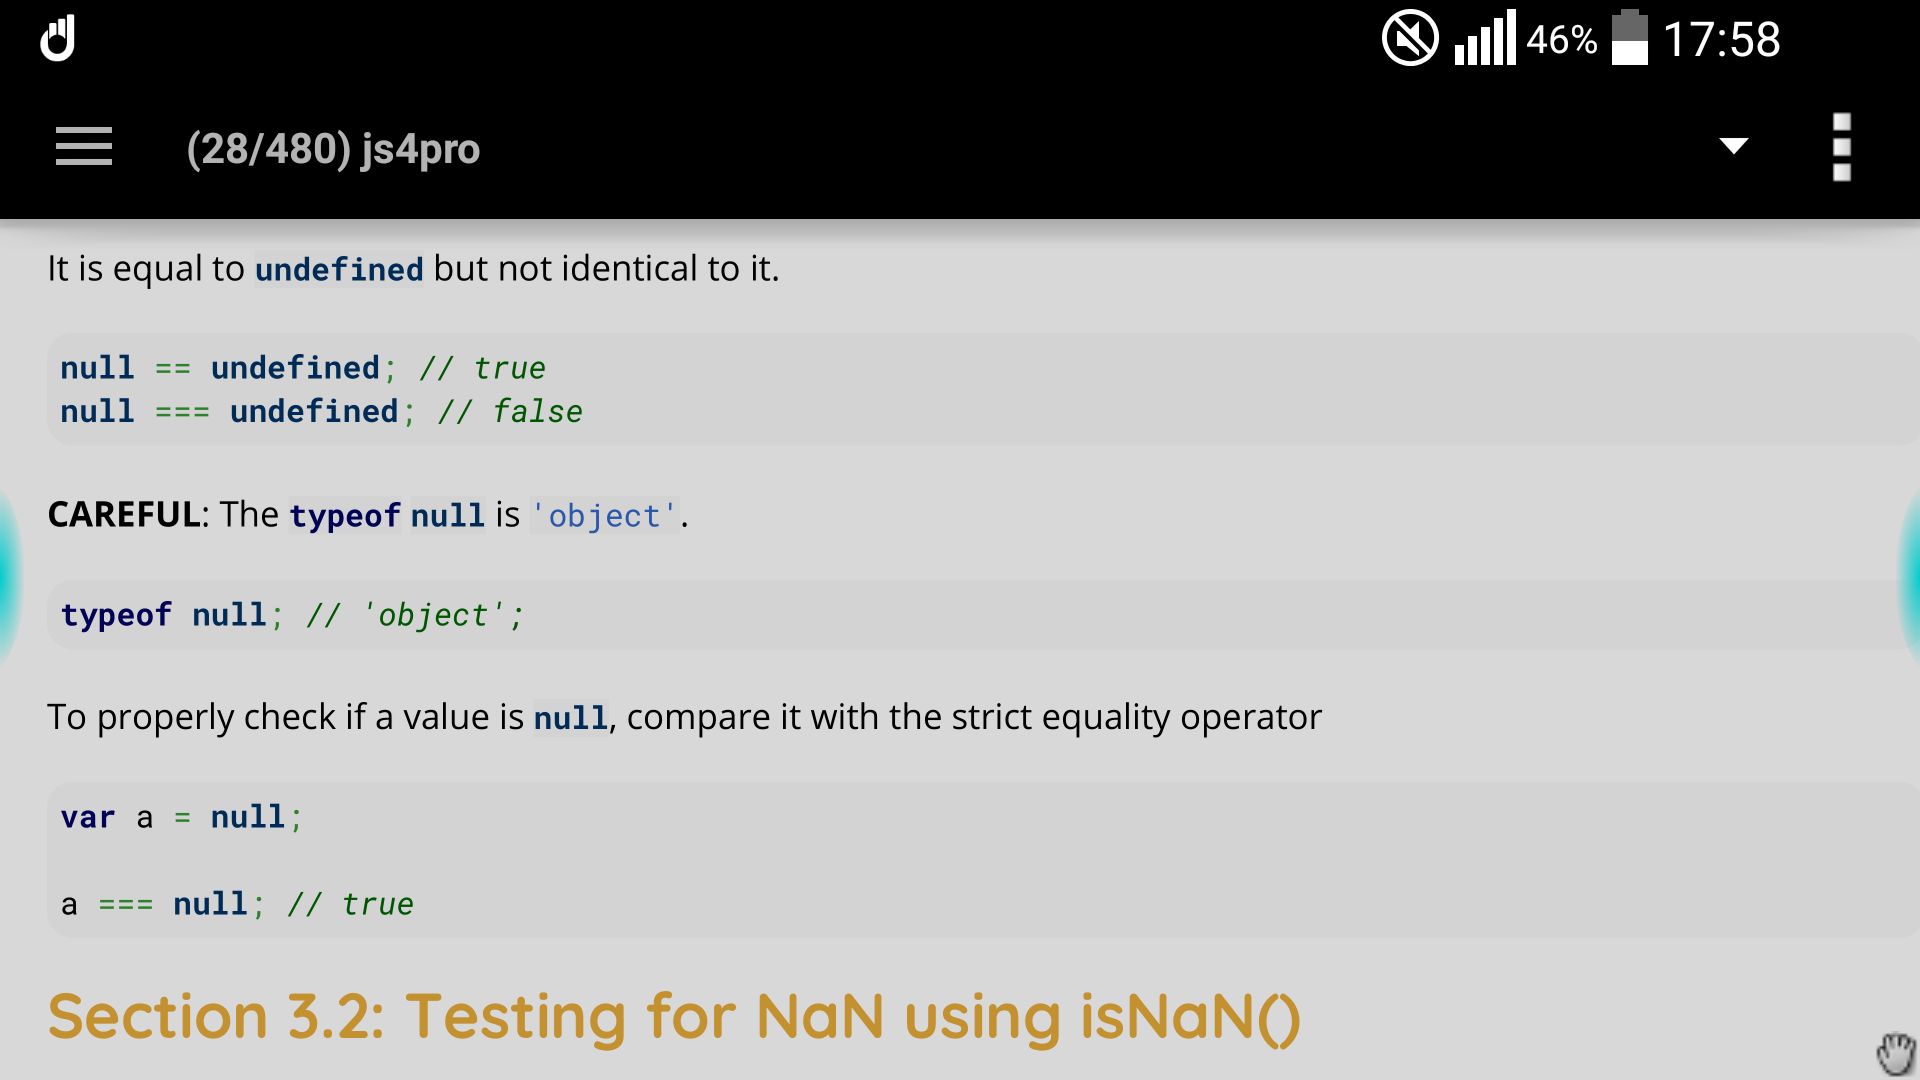 46% 17:58
(28/480) js4pro
It is equal to undefined but not identical to it.
null == undefined; // true
null === undefined; // false
CAREFUL: The typeof null is 'object'.
typeof null; // 'object';
To properly check if a value is null, compare it with the strict equality operator
var a = null;
a === null; // true
Section 3.2: Testing for NaN using isNaN()